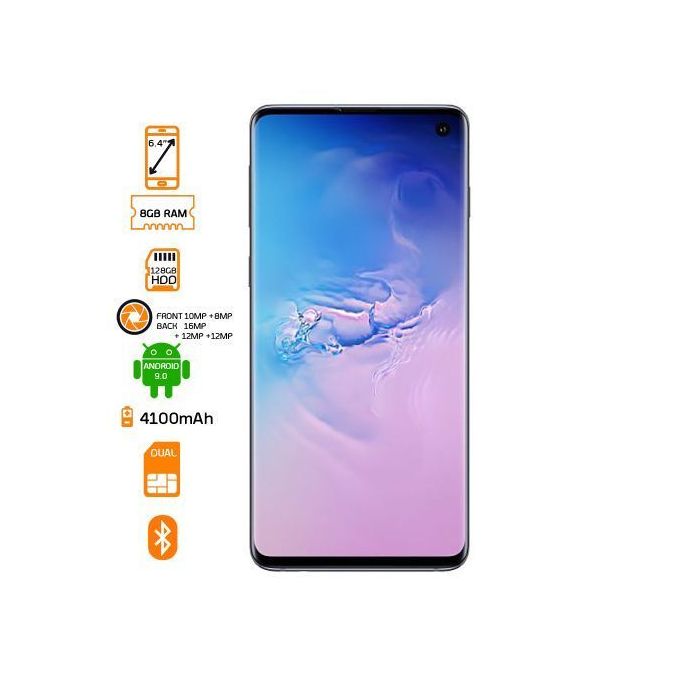 6.4"
8GB RAM
128GB
HDD
FRONT 10MP +8MP
BACK 16MP
+ 12MP +12MP
ANDROID
9.0
4100mAh
DUAL